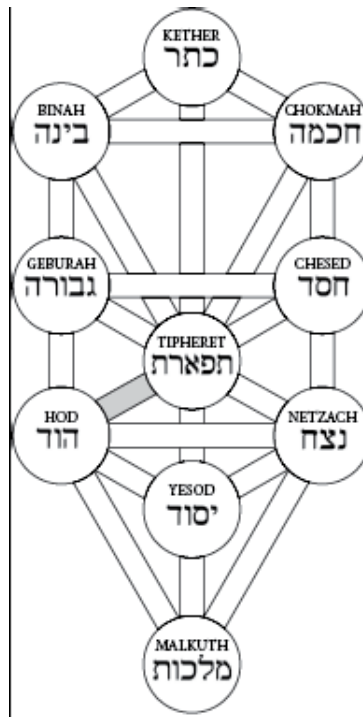 KETHER
כתר
BINAH
בינה
CHOKMAH
חכמה
GEBURAH
גבורה
CHESED
חסד
TIPHERET
תפארת
HOD
הוד
NETZACH
נצח
YESOD
יסוד
MALKUTH
מלכות